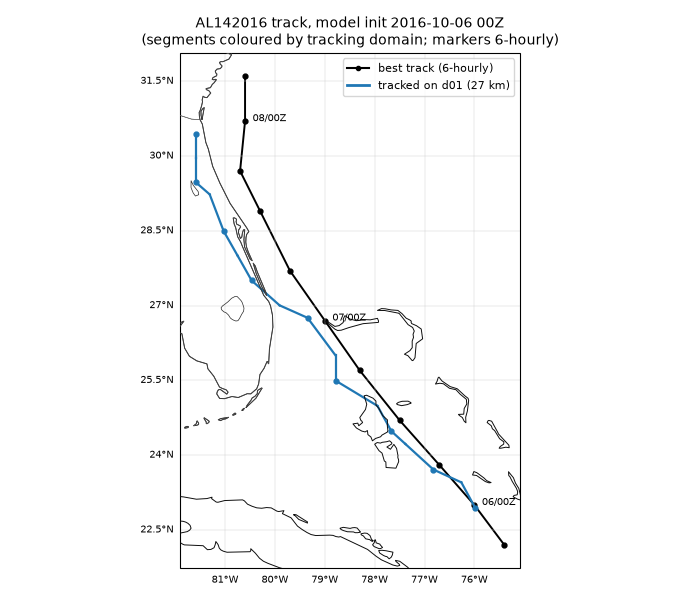 AL142016 track, model init 2016-10-06 00Z
(segments coloured by tracking domain; markers 6-hourly)
best track (6-hourly)
tracked on d01 (27 km)
31.5°N
08/00Z
30°N
28.5°N
27°N
07/00Z
25.5°N
24°N
06/00Z
22.5°N
81°W 80°W 79°W 78°W 77°W 76°W